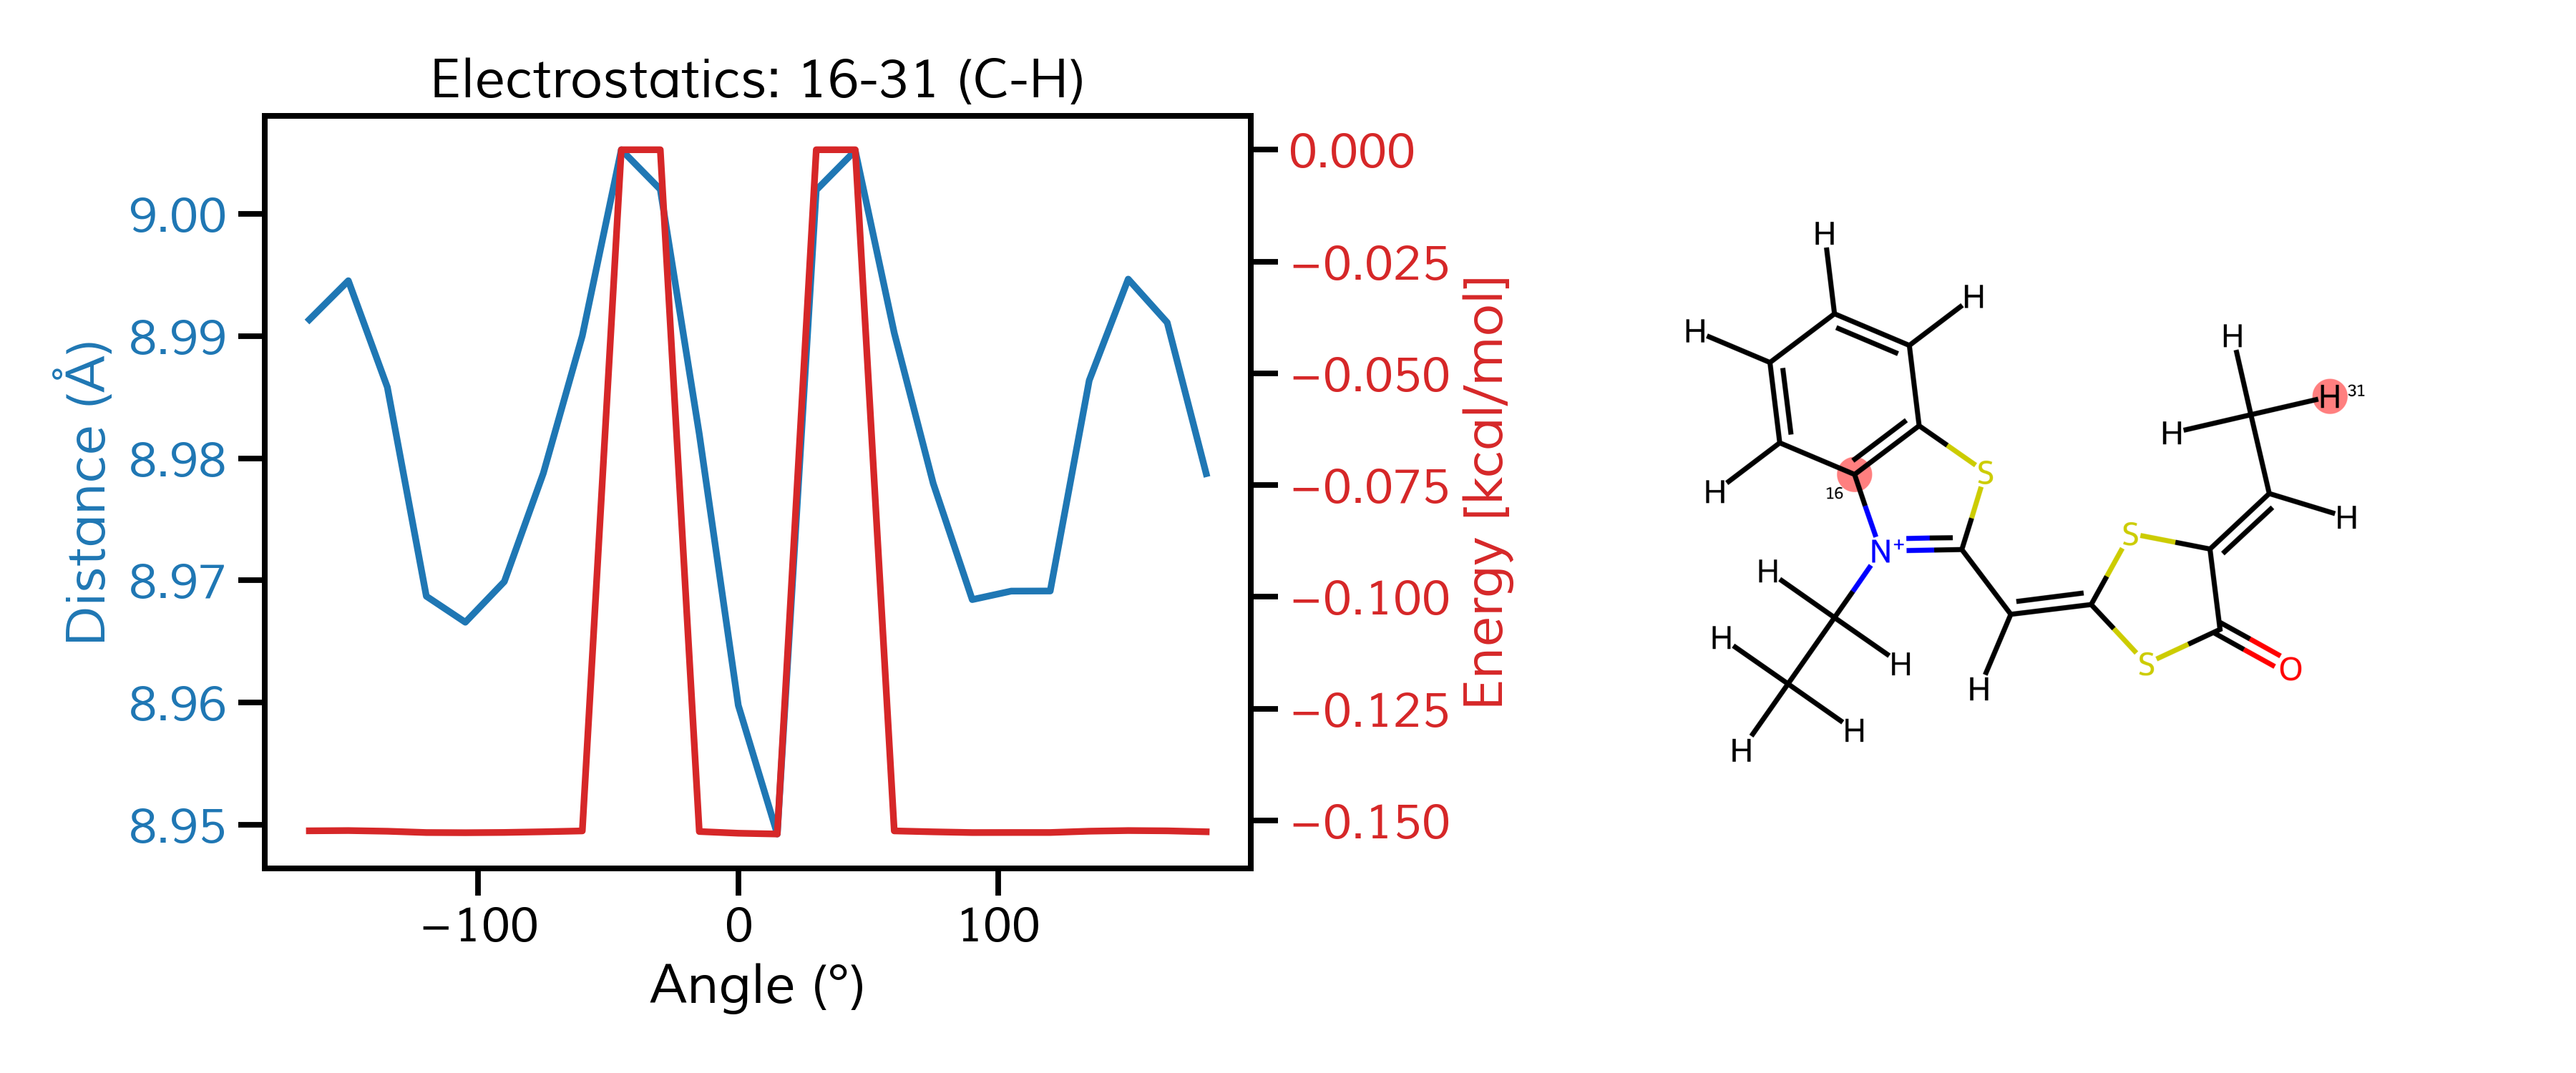 Electrostatics: 16-31 (C-H)
Distance (Å)
9.00
8.99
8.98
8.97
8.96
8.95
0.000
−0.025
−0.050
−0.075
−0.100
−0.125
−0.150
Energy [kcal/mol]
−100
0
100
Angle (°)
H
H
H
H
H
H 31
H
S
H
16
S
H
N+
H
H
H
S
O
H
H
H